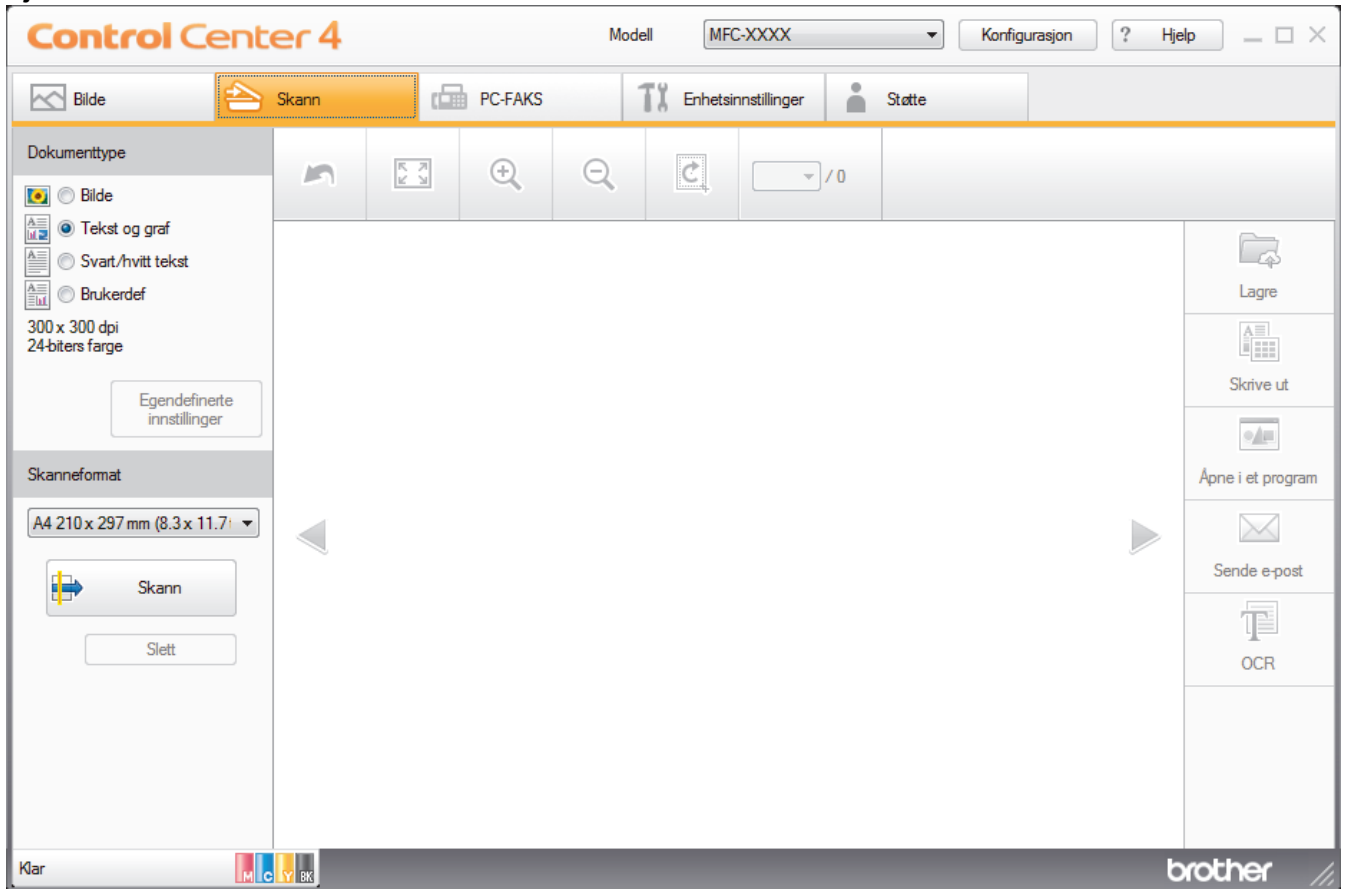 Control Center 4
Modell
MFC-XXXX
Konfigurasjon
? Hjelp
Bilde
Skann
PC-FAKS
Enhetsinnstillinger
Støtte
Dokumenttype
Bilde
Tekst og graf
Svart/hvitt tekst
Brukerdef
300 x 300 dpi
24-biters farge
Egendefinerte
innstillinger
Skanneformat
A4 210 x 297 mm (8.3 x 11.7
Skann
Slett
/ 0
Lagre
Skrive ut
Åpne i et program
Sende e-post
OCR
Klar
M C Y BK
brother